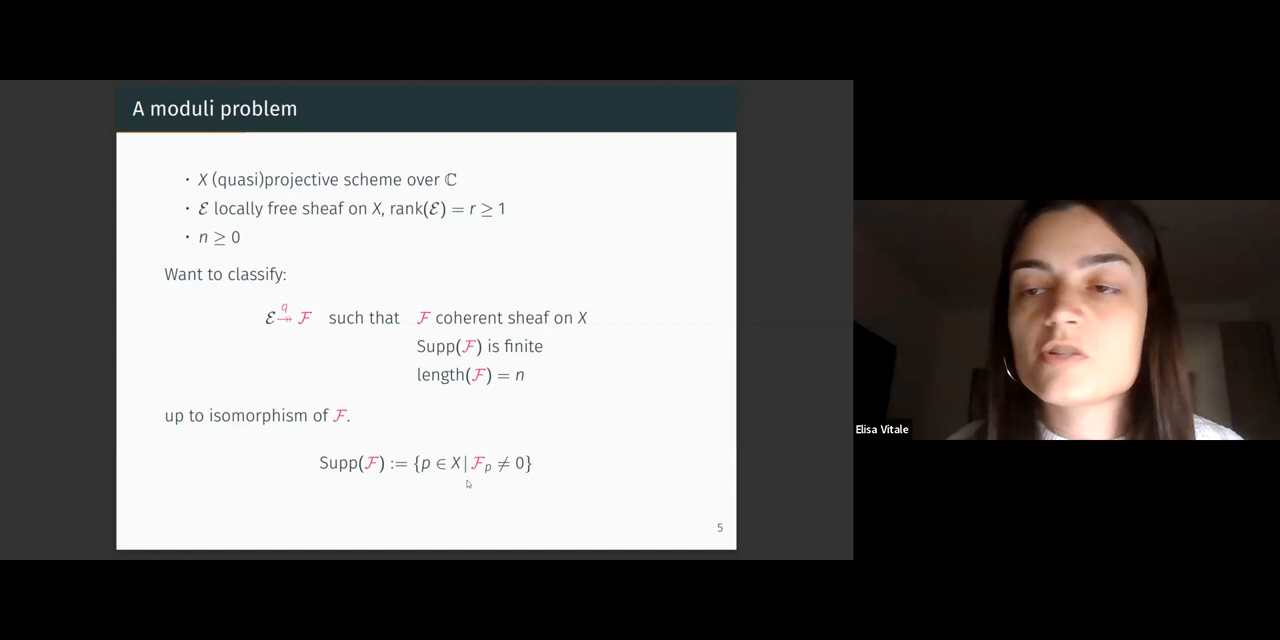 A moduli problem
· X (quasi)projective scheme over ℂ
· ℰ locally free sheaf on X, rank(ℰ) = r ≥ 1
· n ≥ 0
Want to classify:
ℰ ↠^q ℱ such that ℱ coherent sheaf on X
Supp(ℱ) is finite
length(ℱ) = n
up to isomorphism of ℱ.
Supp(ℱ) := {p ∈ X | ℱ_p ≠ 0}
5
Elisa Vitale